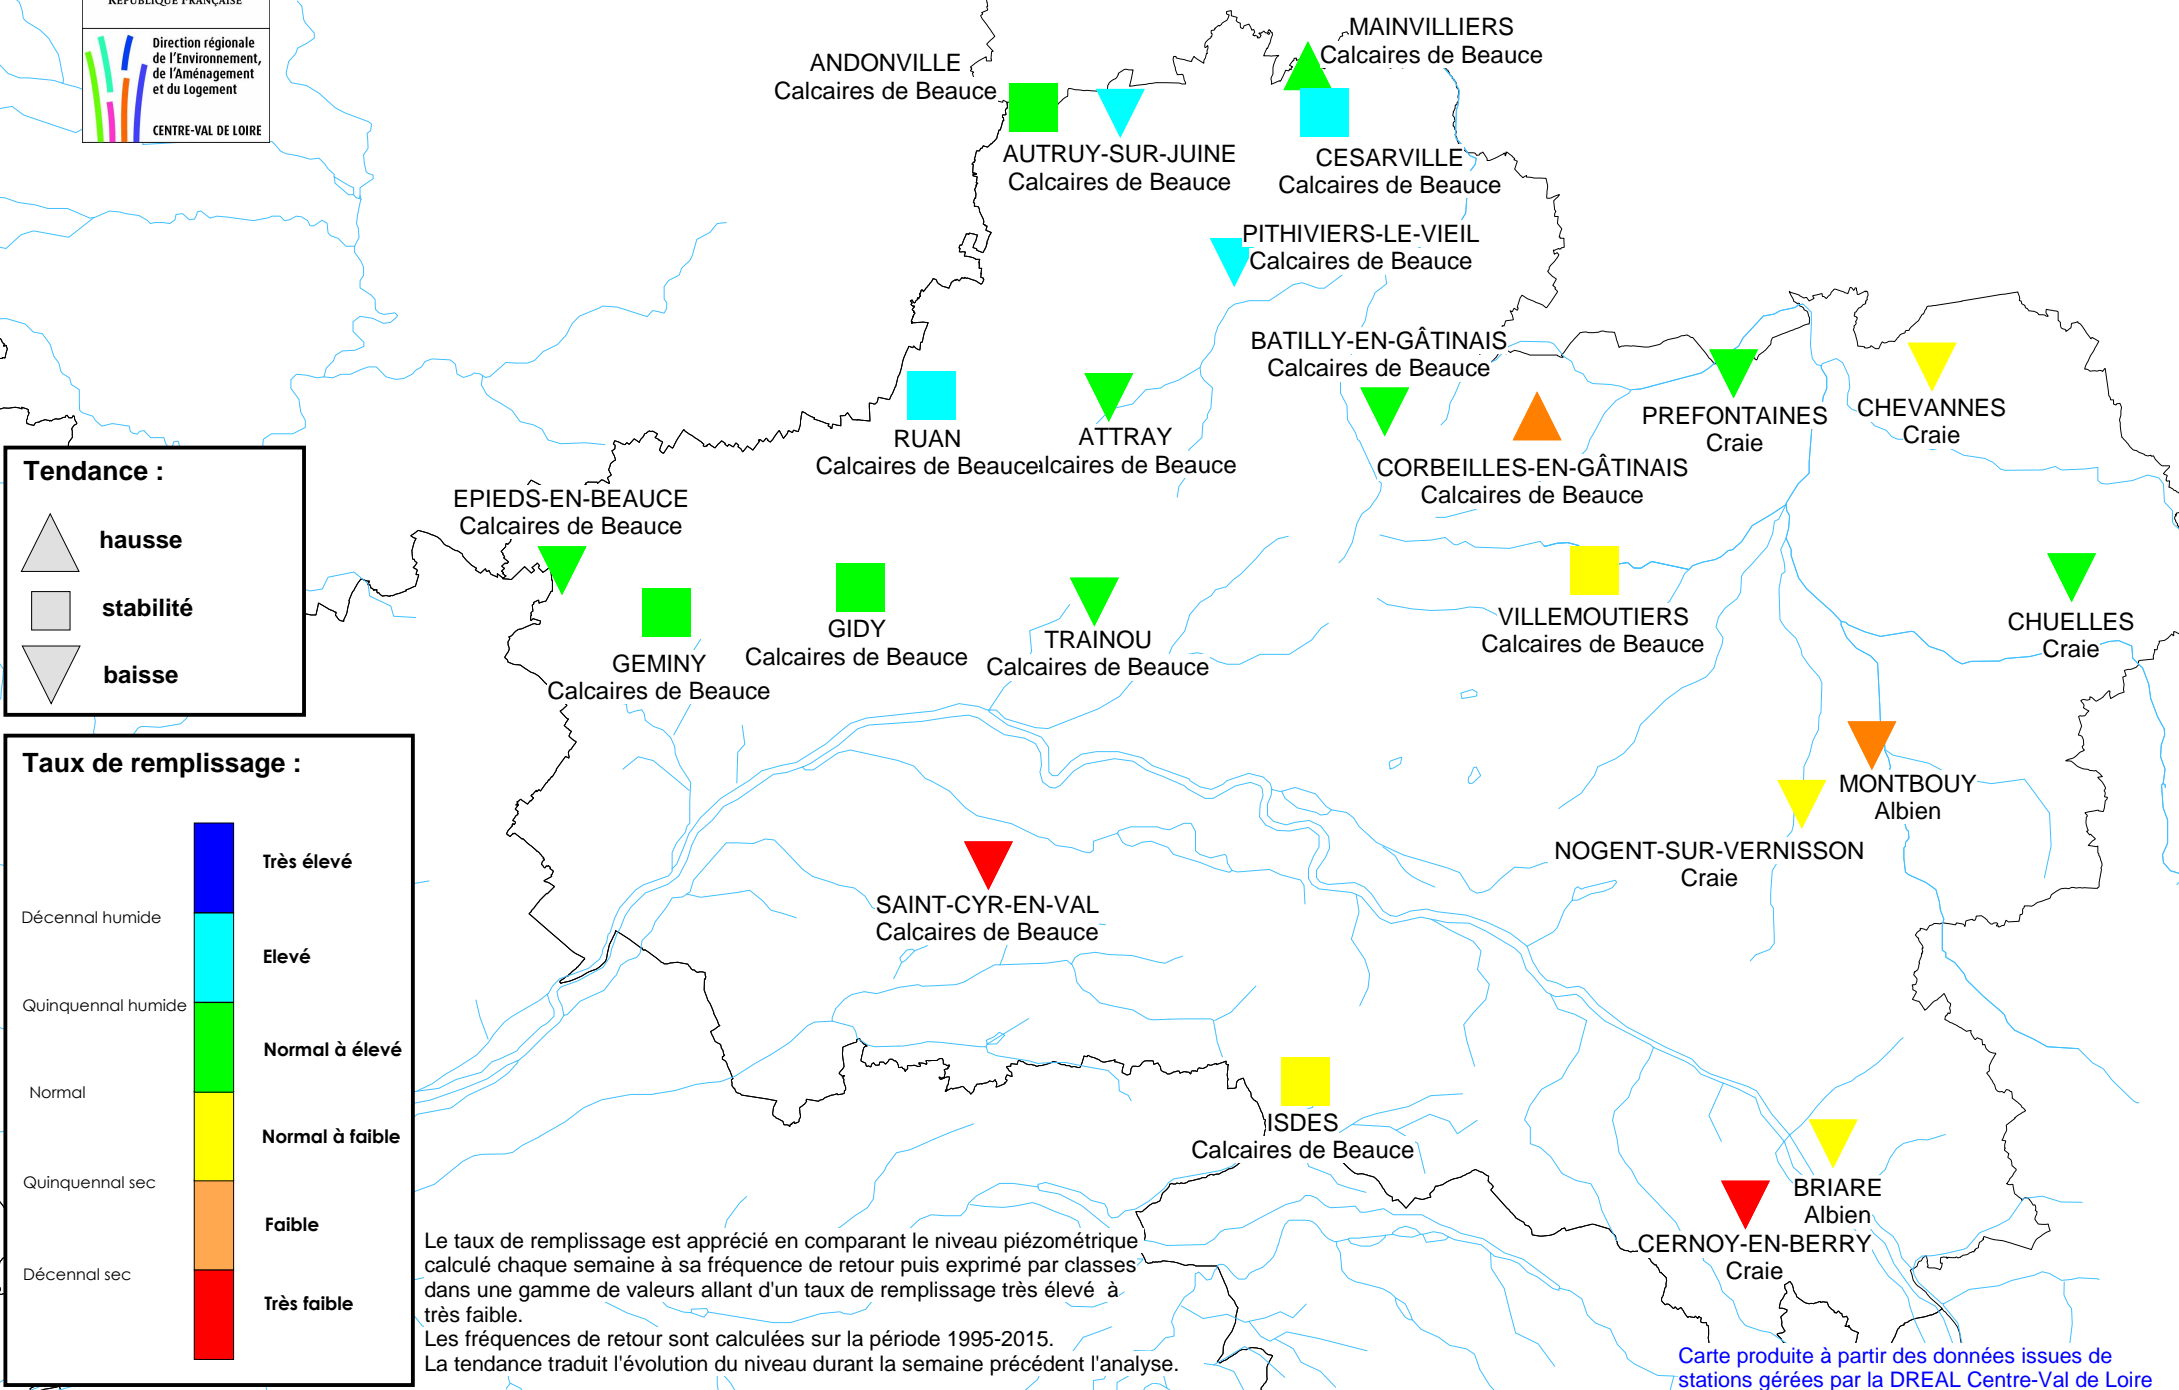 RÉPUBLIQUE FRANÇAISE
Direction régionale
de l'Environnement,
de l'Aménagement
et du Logement
CENTRE-VAL DE LOIRE
MAINVILLIERS
Calcaires de Beauce
ANDONVILLE
Calcaires de Beauce
AUTRUY-SUR-JUINE
Calcaires de Beauce
CESARVILLE
Calcaires de Beauce
PITHIVIERS-LE-VIEIL
Calcaires de Beauce
BATILLY-EN-GÂTINAIS
Calcaires de Beauce
PREFONTAINES
Craie
CHEVANNES
Craie
RUAN
Calcaires de Beauce
ATTRAY
alcaires de Beauce
CORBEILLES-EN-GÂTINAIS
Calcaires de Beauce
EPIEDS-EN-BEAUCE
Calcaires de Beauce
GEMINY
Calcaires de Beauce
GIDY
Calcaires de Beauce
TRAINOU
Calcaires de Beauce
VILLEMOUTIERS
Calcaires de Beauce
CHUELLES
Craie
MONTBOUY
Albien
NOGENT-SUR-VERNISSON
Craie
SAINT-CYR-EN-VAL
Calcaires de Beauce
ISDES
Calcaires de Beauce
BRIARE
Albien
CERNOY-EN-BERRY
Craie
Tendance :
hausse
stabilité
baisse
Taux de remplissage :
Très élevé
Décennal humide
Elevé
Quinquennal humide
Normal à élevé
Normal
Normal à faible
Quinquennal sec
Faible
Décennal sec
Très faible
Le taux de remplissage est apprécié en comparant le niveau piézométrique
calculé chaque semaine à sa fréquence de retour puis exprimé par classes
dans une gamme de valeurs allant d'un taux de remplissage très élevé à
très faible.
Les fréquences de retour sont calculées sur la période 1995-2015.
La tendance traduit l'évolution du niveau durant la semaine précédent l'analyse.
Carte produite à partir des données issues de
stations gérées par la DREAL Centre-Val de Loire